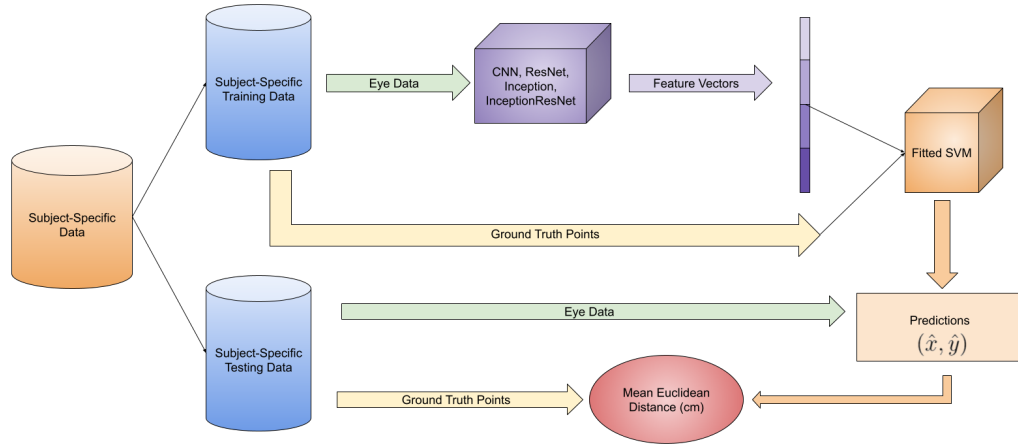 Subject-Specific
Data
Subject-Specific
Training Data
Eye Data
CNN, ResNet,
Inception,
InceptionResNet
Feature Vectors
Fitted SVM
Ground Truth Points
Subject-Specific
Testing Data
Eye Data
Predictions
(x̂, ŷ)
Ground Truth Points
Mean Euclidean
Distance (cm)